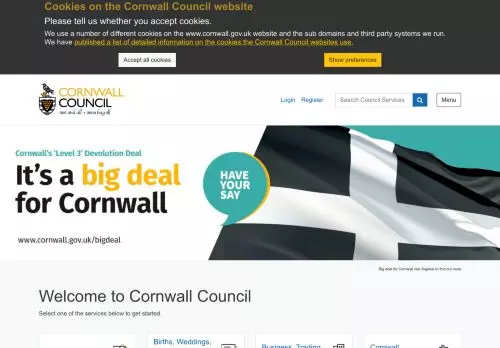 Cookies on the Cornwall Council website
Please tell us whether you accept cookies.
We use a number of different cookies on the www.cornwall.gov.uk website and the sub domains and third party systems we run.
We have published a list of detailed information on the cookies the Cornwall Council websites use.
Accept all cookies
Show preferences
CORNWALL
COUNCIL
one and all • onen hag oll
Login Register Search Council Services Menu
Cornwall's 'Level 3' Devolution Deal
It's a big deal
for Cornwall
HAVE
YOUR
SAY
www.cornwall.gov.uk/bigdeal
Big deal for Cornwall visit /bigdeal to find out more
Welcome to Cornwall Council
Select one of the services below to get started
Births, Weddings,
Business, Trading
Cornwall